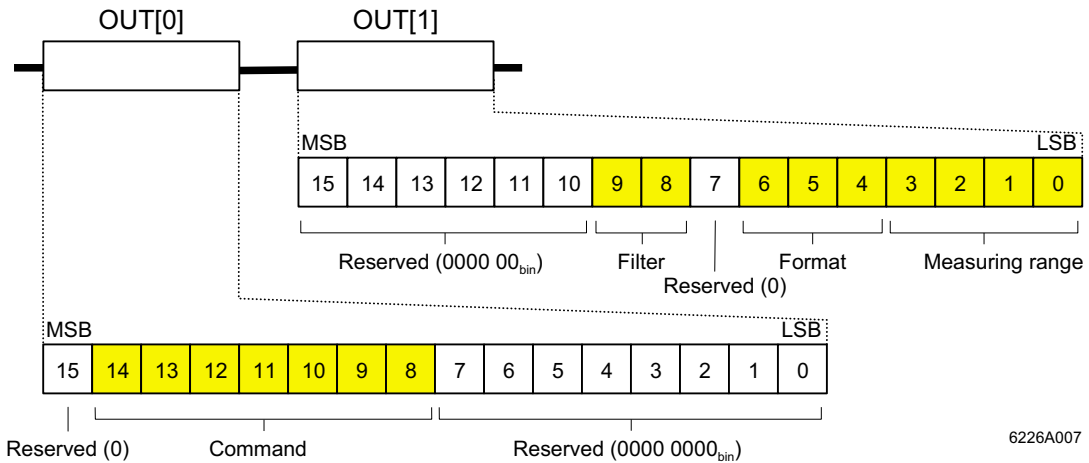 OUT[0] OUT[1]
MSB LSB
15 14 13 12 11 10 9 8 7 6 5 4 3 2 1 0
Reserved (0000 00bin) Filter Format Measuring range
Reserved (0)
MSB LSB
15 14 13 12 11 10 9 8 7 6 5 4 3 2 1 0
Reserved (0) Command Reserved (0000 0000bin)
6226A007